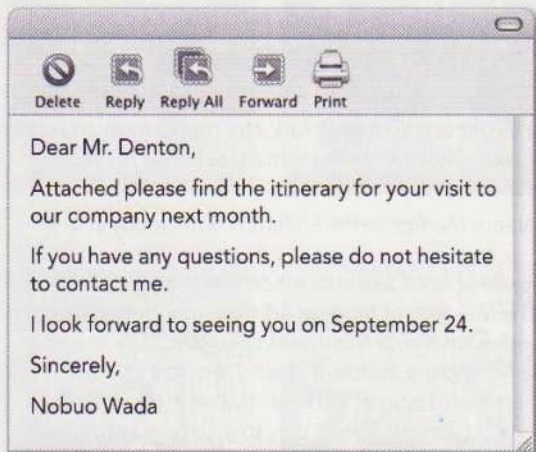 Delete Reply Reply All Forward Print
Dear Mr. Denton,
Attached please find the itinerary for your visit to
our company next month.
If you have any questions, please do not hesitate
to contact me.
I look forward to seeing you on September 24.
Sincerely,
Nobuo Wada